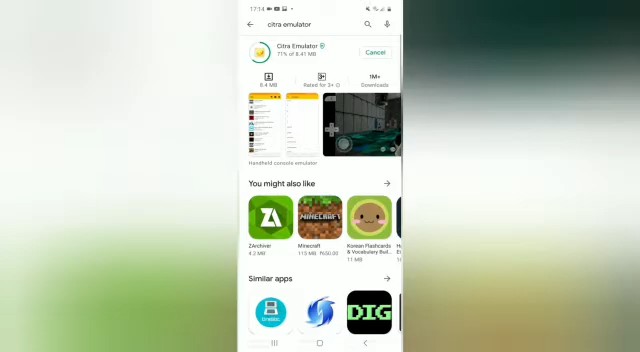 17:14
citra emulator
Citra Emulator
71% of 8.41 MB
Cancel
8.4 MB
3+
Rated for 3+
1M+
Downloads
Handheld console emulator
You might also like
ZArchiver
4.2 MB
MINECRAFT
Minecraft
115 MB ₹650.00
Korean Flashcards
& Vocabulary Buil...
11 MB
Similar apps
DIG